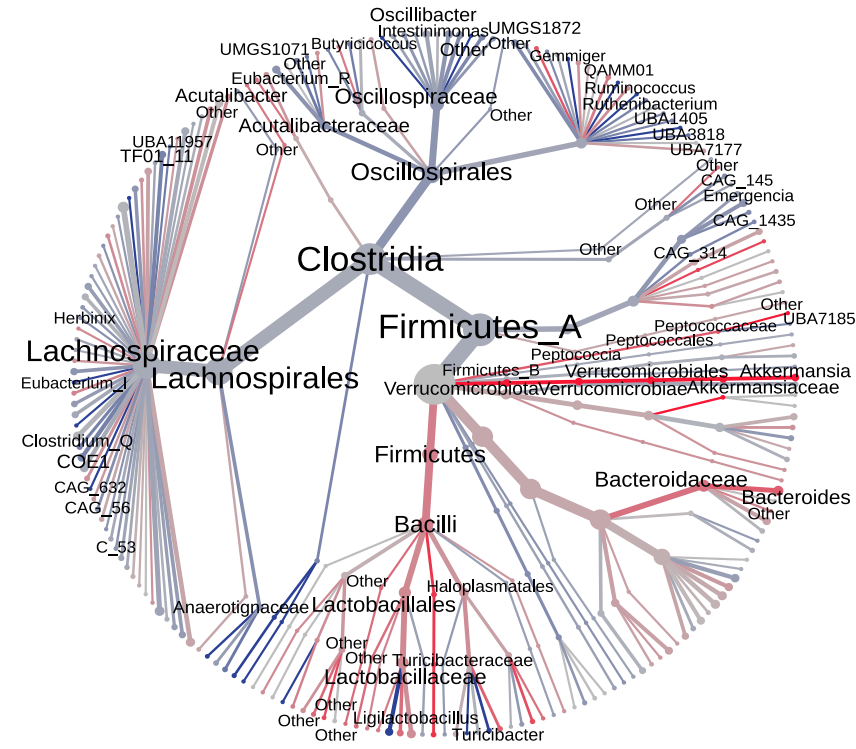 Oscillibacter
Intestinimonas
UMGS1872
Butyricicoccus
Other
Other
UMGS1071
Other
Gemmiger
QAMM01
Eubacterium_R
Acutalibacter
Oscillospiraceae
Ruminococcus
Ruthenibacterium
Other
Other
UBA1405
Acutalibacteraceae
UBA3818
UBA11957
TF01_11
Other
UBA7177
Oscillospirales
Other
CAG_145
Emergencia
Other
CAG_1435
Clostridia
Other
CAG_314
Other
UBA7185
Herbinix
Firmicutes_A
Peptococcaceae
Peptococcales
Lachnospiraceae
Peptococcia
Lachnospirales
Firmicutes_B
Verrucomicrobiales
Akkermansia
Eubacterium_I
Verrucomicrobiota
Verrucomicrobiae
Akkermansiaceae
Clostridium_Q
COE1
Firmicutes
CAG_632
Bacteroidaceae
Bacteroides
CAG_56
Other
Bacilli
C_53
Other
Haloplasmatales
Anaerotignaceae
Lactobacillales
Other
Other
Turicibacteraceae
Lactobacillaceae
Other
Other
Ligilactobacillus
Other
Turicibacter